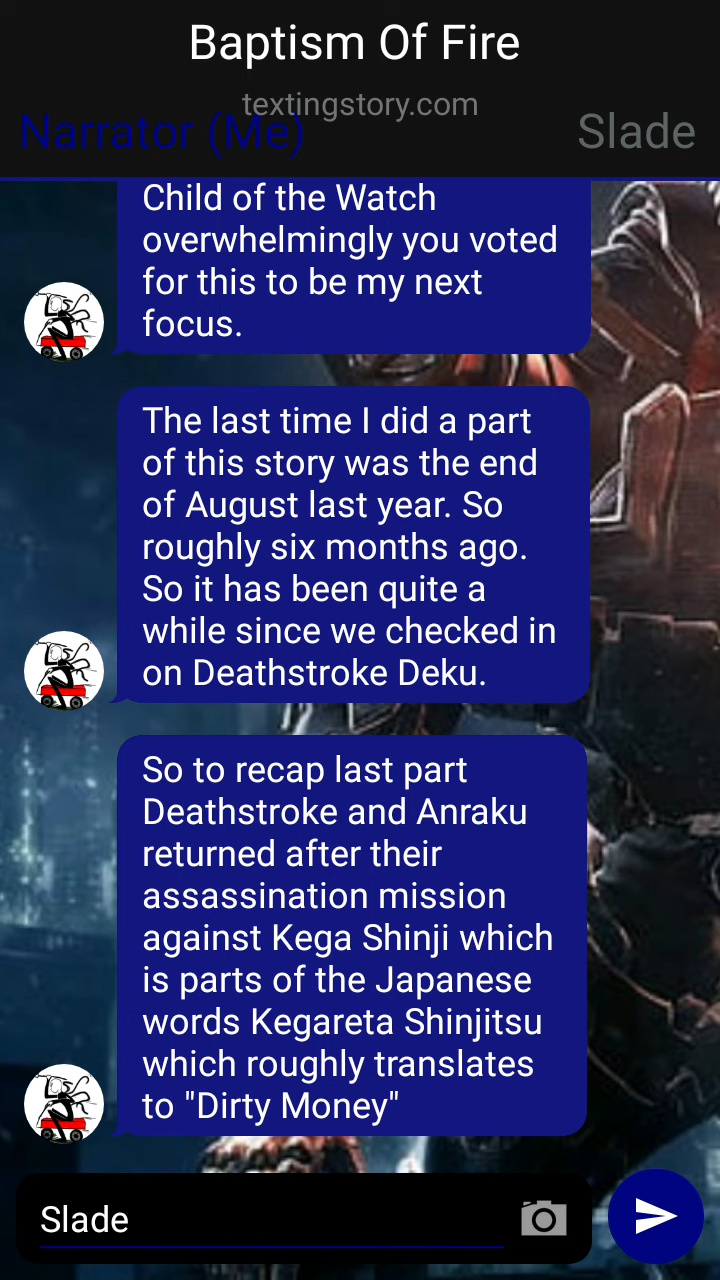 Baptism Of Fire
textingstory.com
Narrator (Me)
Slade
Child of the Watch
overwhelmingly you voted
for this to be my next
focus.
The last time I did a part
of this story was the end
of August last year. So
roughly six months ago.
So it has been quite a
while since we checked in
on Deathstroke Deku.
So to recap last part
Deathstroke and Anraku
returned after their
assassination mission
against Kega Shinji which
is parts of the Japanese
words Kegareta Shinjitsu
which roughly translates
to "Dirty Money"
Slade